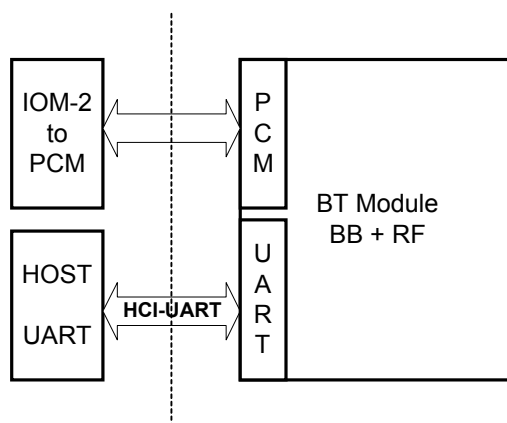 IOM-2
to
PCM
P
C
M
BT Module
BB + RF
HOST
UART
HCI-UART
U
A
R
T